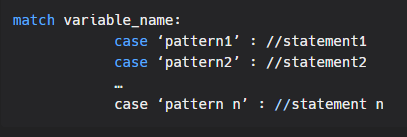 match variable_name:
case ‘pattern1’ : //statement1
case ‘pattern2’ : //statement2
…
case ‘pattern n’ : //statement n